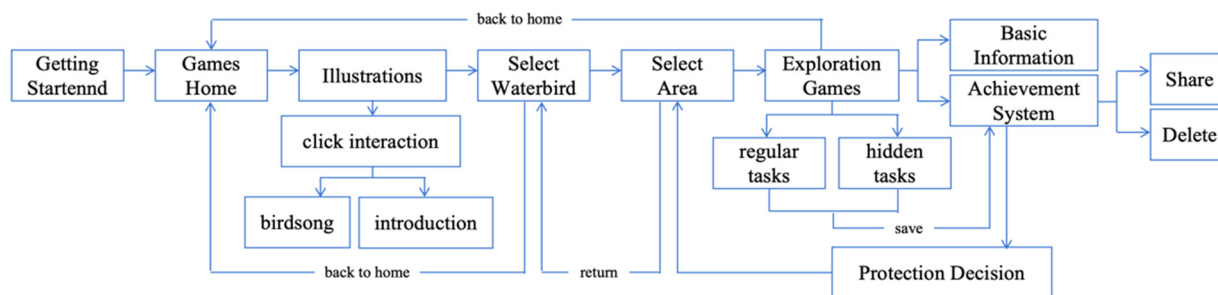 back to home
Getting
Startennd
Games
Home
Illustrations
Select
Waterbird
Select
Area
Exploration
Games
Basic
Information
Achievement
System
Share
Delete
click interaction
regular
tasks
hidden
tasks
birdsong
introduction
save
back to home
return
Protection Decision